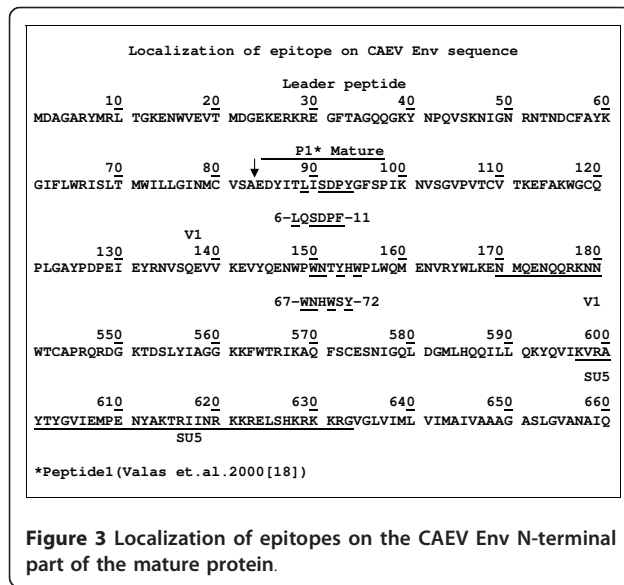 Localization of epitope on CAEV Env sequence
Leader peptide
10 20 30 40 50 60
MDAGARYMRL TGKENWVEVT MDGEKERKRE GFTAGQQGKY NPQVSKNIGN RNTNDCFAYK
P1* Mature
70 80 90 100 110 120
GIFLWRISLT MWILLGINMC VSAEDYITLI SDPYGFSPIK NVSGVPVTCV TKEFAKWGCQ
6-LQSDPF-11
V1
130 140 150 160 170 180
PLGAYPDPEI EYRNVSQEVV KEVYQENWPW NTYHWPLWQM ENVRYWLKEN MQENQQRKNN
67-WNHWSY-72 V1
550 560 570 580 590 600
WTCAPRQRDG KTDSLYIAGG KKFWTRIKAQ FSCESNIGQL DGMLHQQILL QKYQVIKVRA
SU5
610 620 630 640 650 660
YTYGVIEMPE NYAKTRIINR KKRELSHKRK KRGVGLVIML VIMAIVAAAG ASLGVANAIQ
SU5
*Peptide1(Valas et.al.2000[18])
Figure 3 Localization of epitopes on the CAEV Env N-terminal
part of the mature protein.